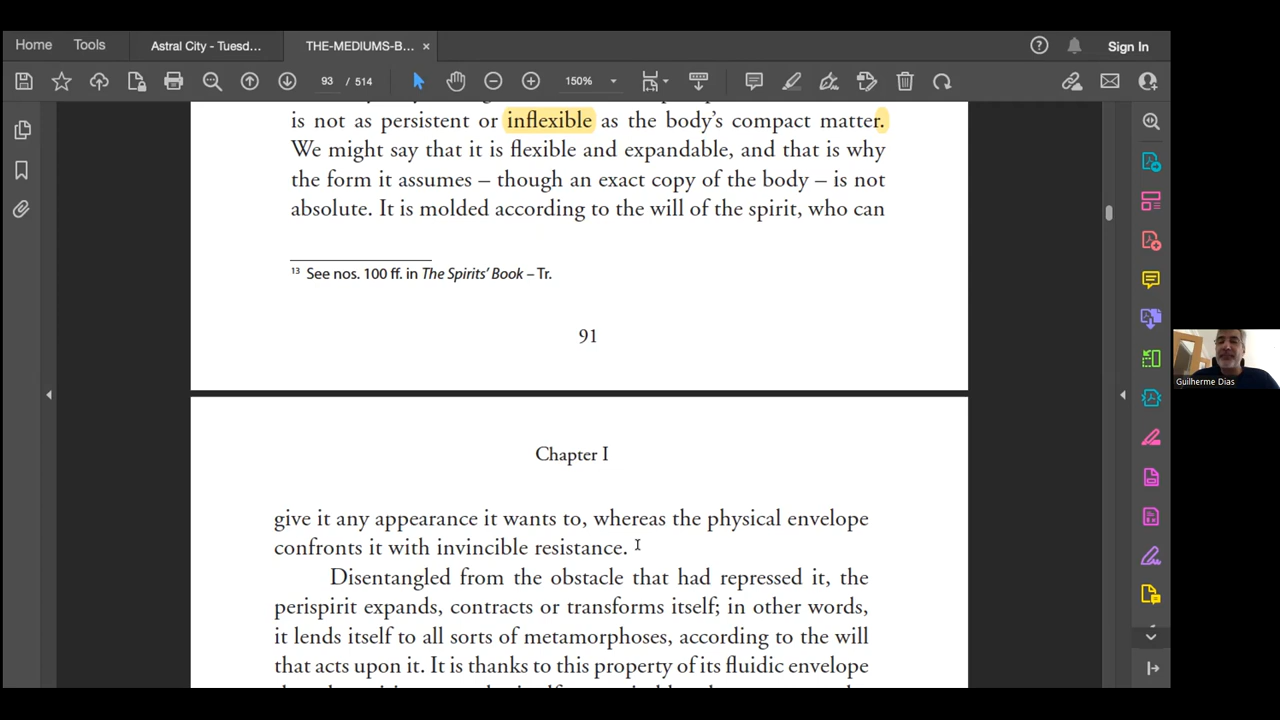 Home Tools Astral City - Tuesd... THE-MEDIUMS-B... × Sign In
93 / 514 150%
is not as persistent or inflexible as the body's compact matter.
We might say that it is flexible and expandable, and that is why
the form it assumes – though an exact copy of the body – is not
absolute. It is molded according to the will of the spirit, who can
13 See nos. 100 ff. in The Spirits' Book – Tr.
91
Chapter I
give it any appearance it wants to, whereas the physical envelope
confronts it with invincible resistance.
Disentangled from the obstacle that had repressed it, the
perispirit expands, contracts or transforms itself; in other words,
it lends itself to all sorts of metamorphoses, according to the will
that acts upon it. It is thanks to this property of its fluidic envelope
Guilherme Dias